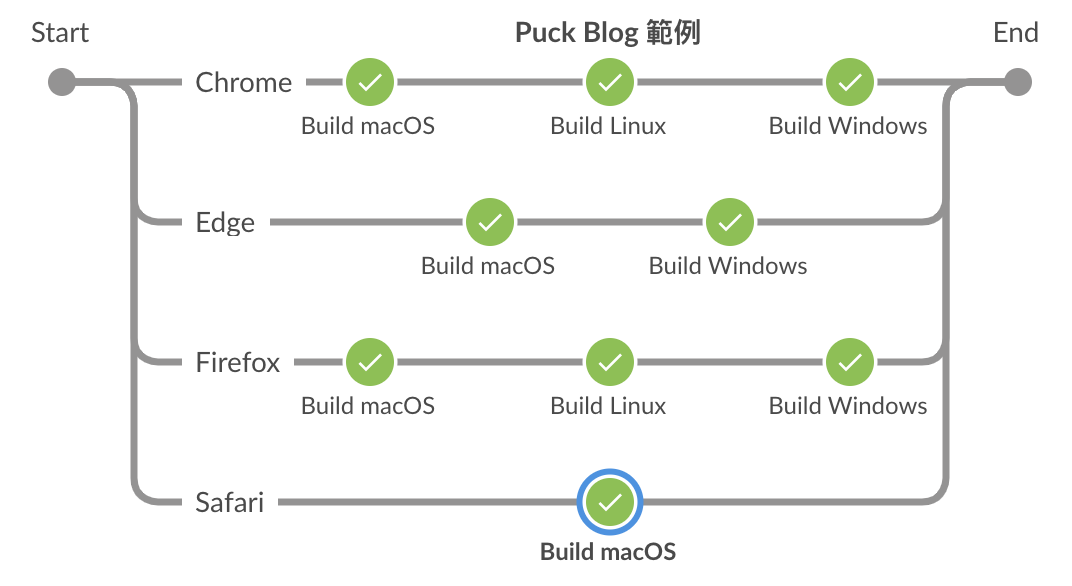 Start
Puck Blog 範例
End
Chrome
Build macOS
Build Linux
Build Windows
Edge
Build macOS
Build Windows
Firefox
Build macOS
Build Linux
Build Windows
Safari
Build macOS